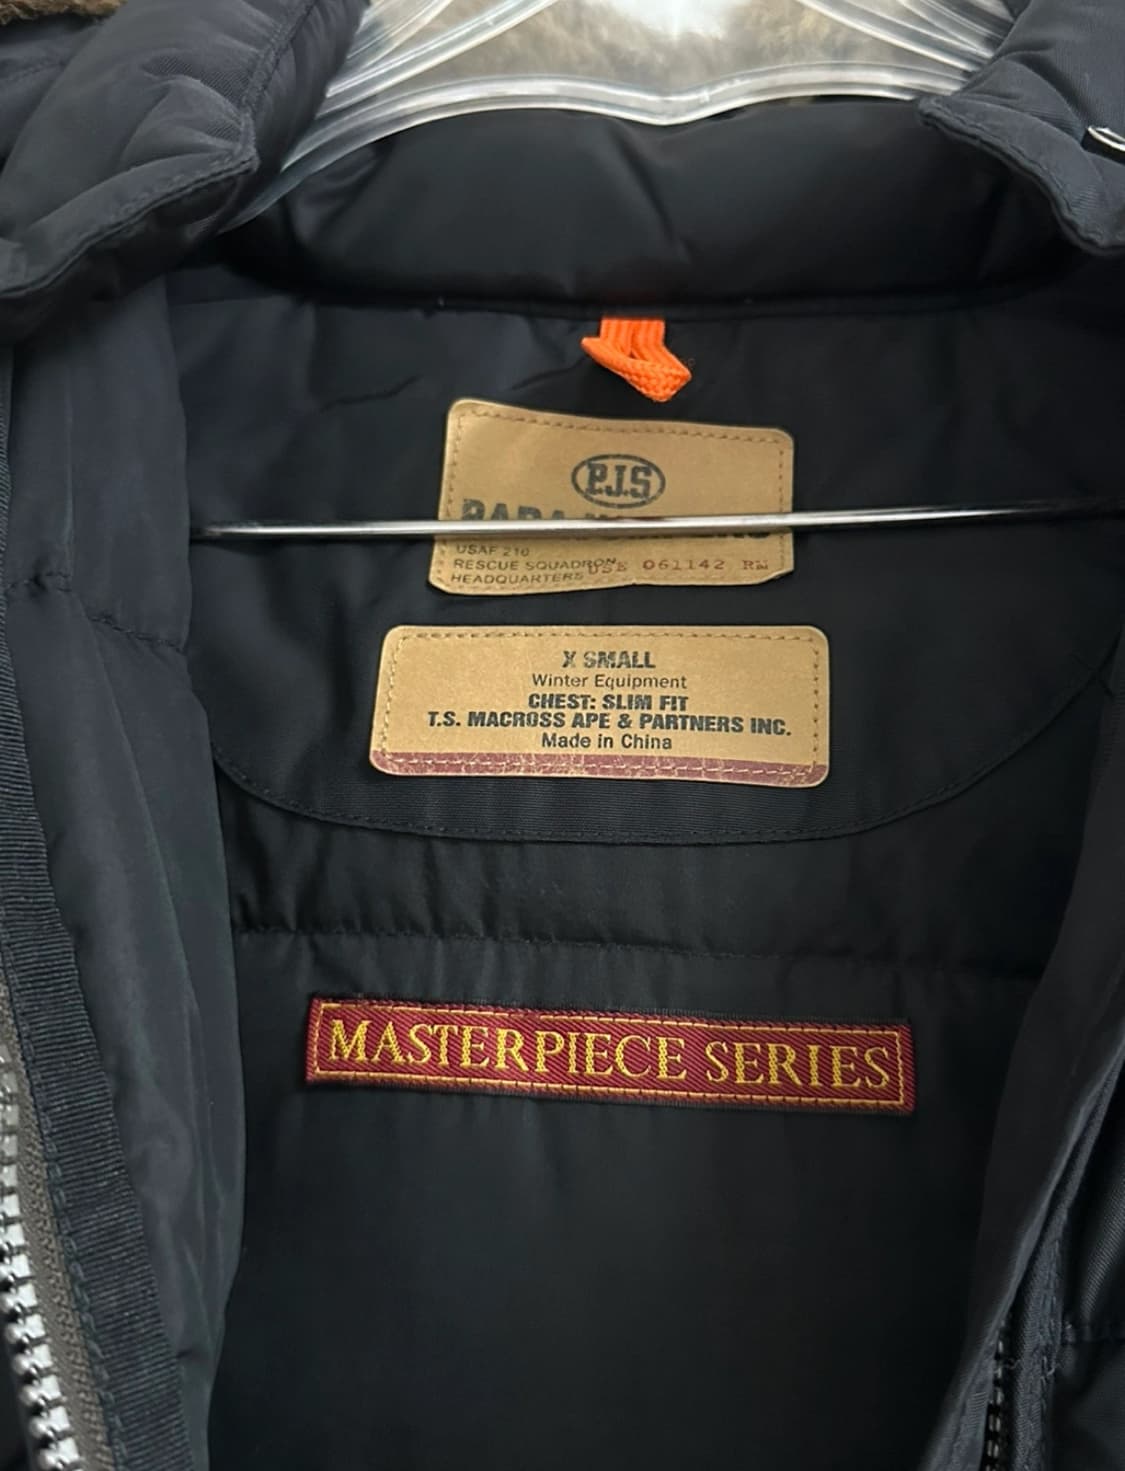 P.J.S
USAF 210
RESCUE SQUADRON
HEADQUARTERS USE 061142 RM
X SMALL
Winter Equipment
CHEST: SLIM FIT
T.S. MACROSS APE & PARTNERS INC.
Made in China
MASTERPIECE SERIES